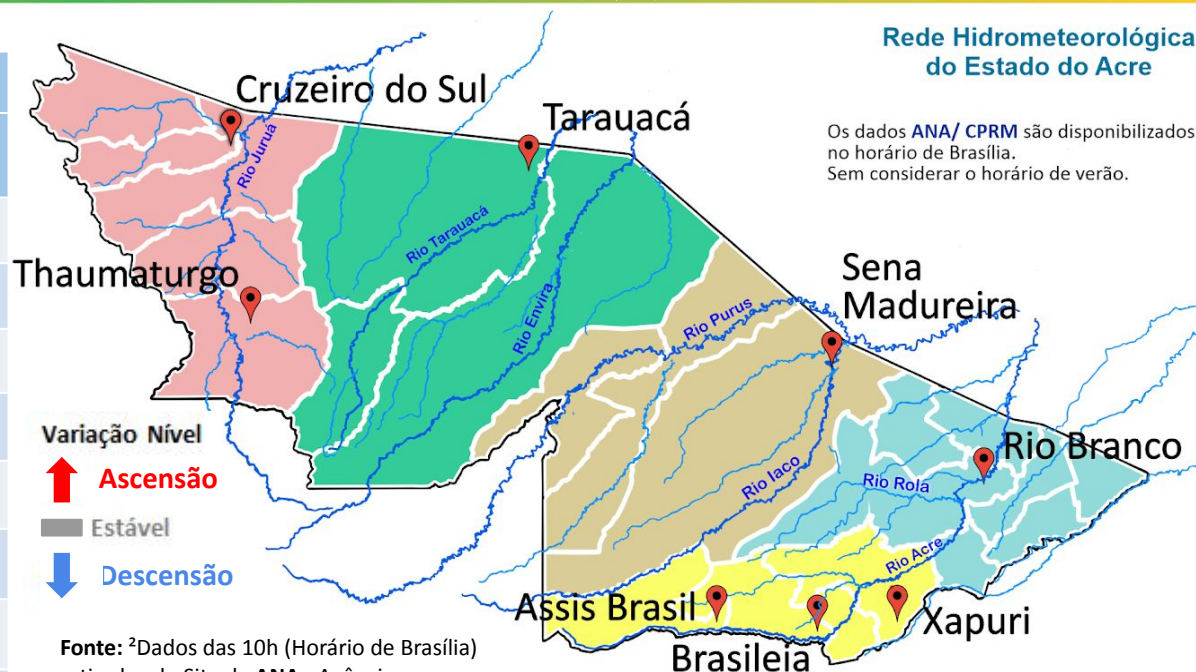 Rede Hidrometeorológica
do Estado do Acre
Os dados ANA/ CPRM são disponibilizados
no horário de Brasília.
Sem considerar o horário de verão.
Cruzeiro do Sul
Tarauacá
Rio Juruá
Rio Tarauacá
Thaumaturgo
Rio Envira
Sena
Madureira
Rio Purus
Variação Nível
Ascensão
Estável
Descensão
Rio Branco
Rio Iaco
Rio Rola
Rio Acre
Assis Brasil
Xapuri
Brasileia
Fonte: ²Dados das 10h (Horário de Brasília)